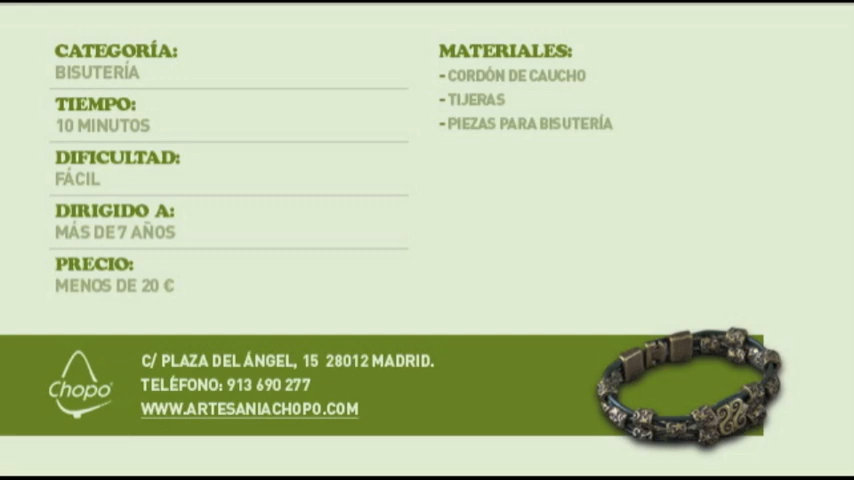 CATEGORÍA:
BISUTERÍA
TIEMPO:
10 MINUTOS
DIFICULTAD:
FÁCIL
DIRIGIDO A:
MÁS DE 7 AÑOS
PRECIO:
MENOS DE 20 €
MATERIALES:
- CORDÓN DE CAUCHO
- TIJERAS
- PIEZAS PARA BISUTERÍA
Chopo
C/ PLAZA DEL ÁNGEL, 15 28012 MADRID.
TELÉFONO: 913 690 277
WWW.ARTESANIACHOPO.COM